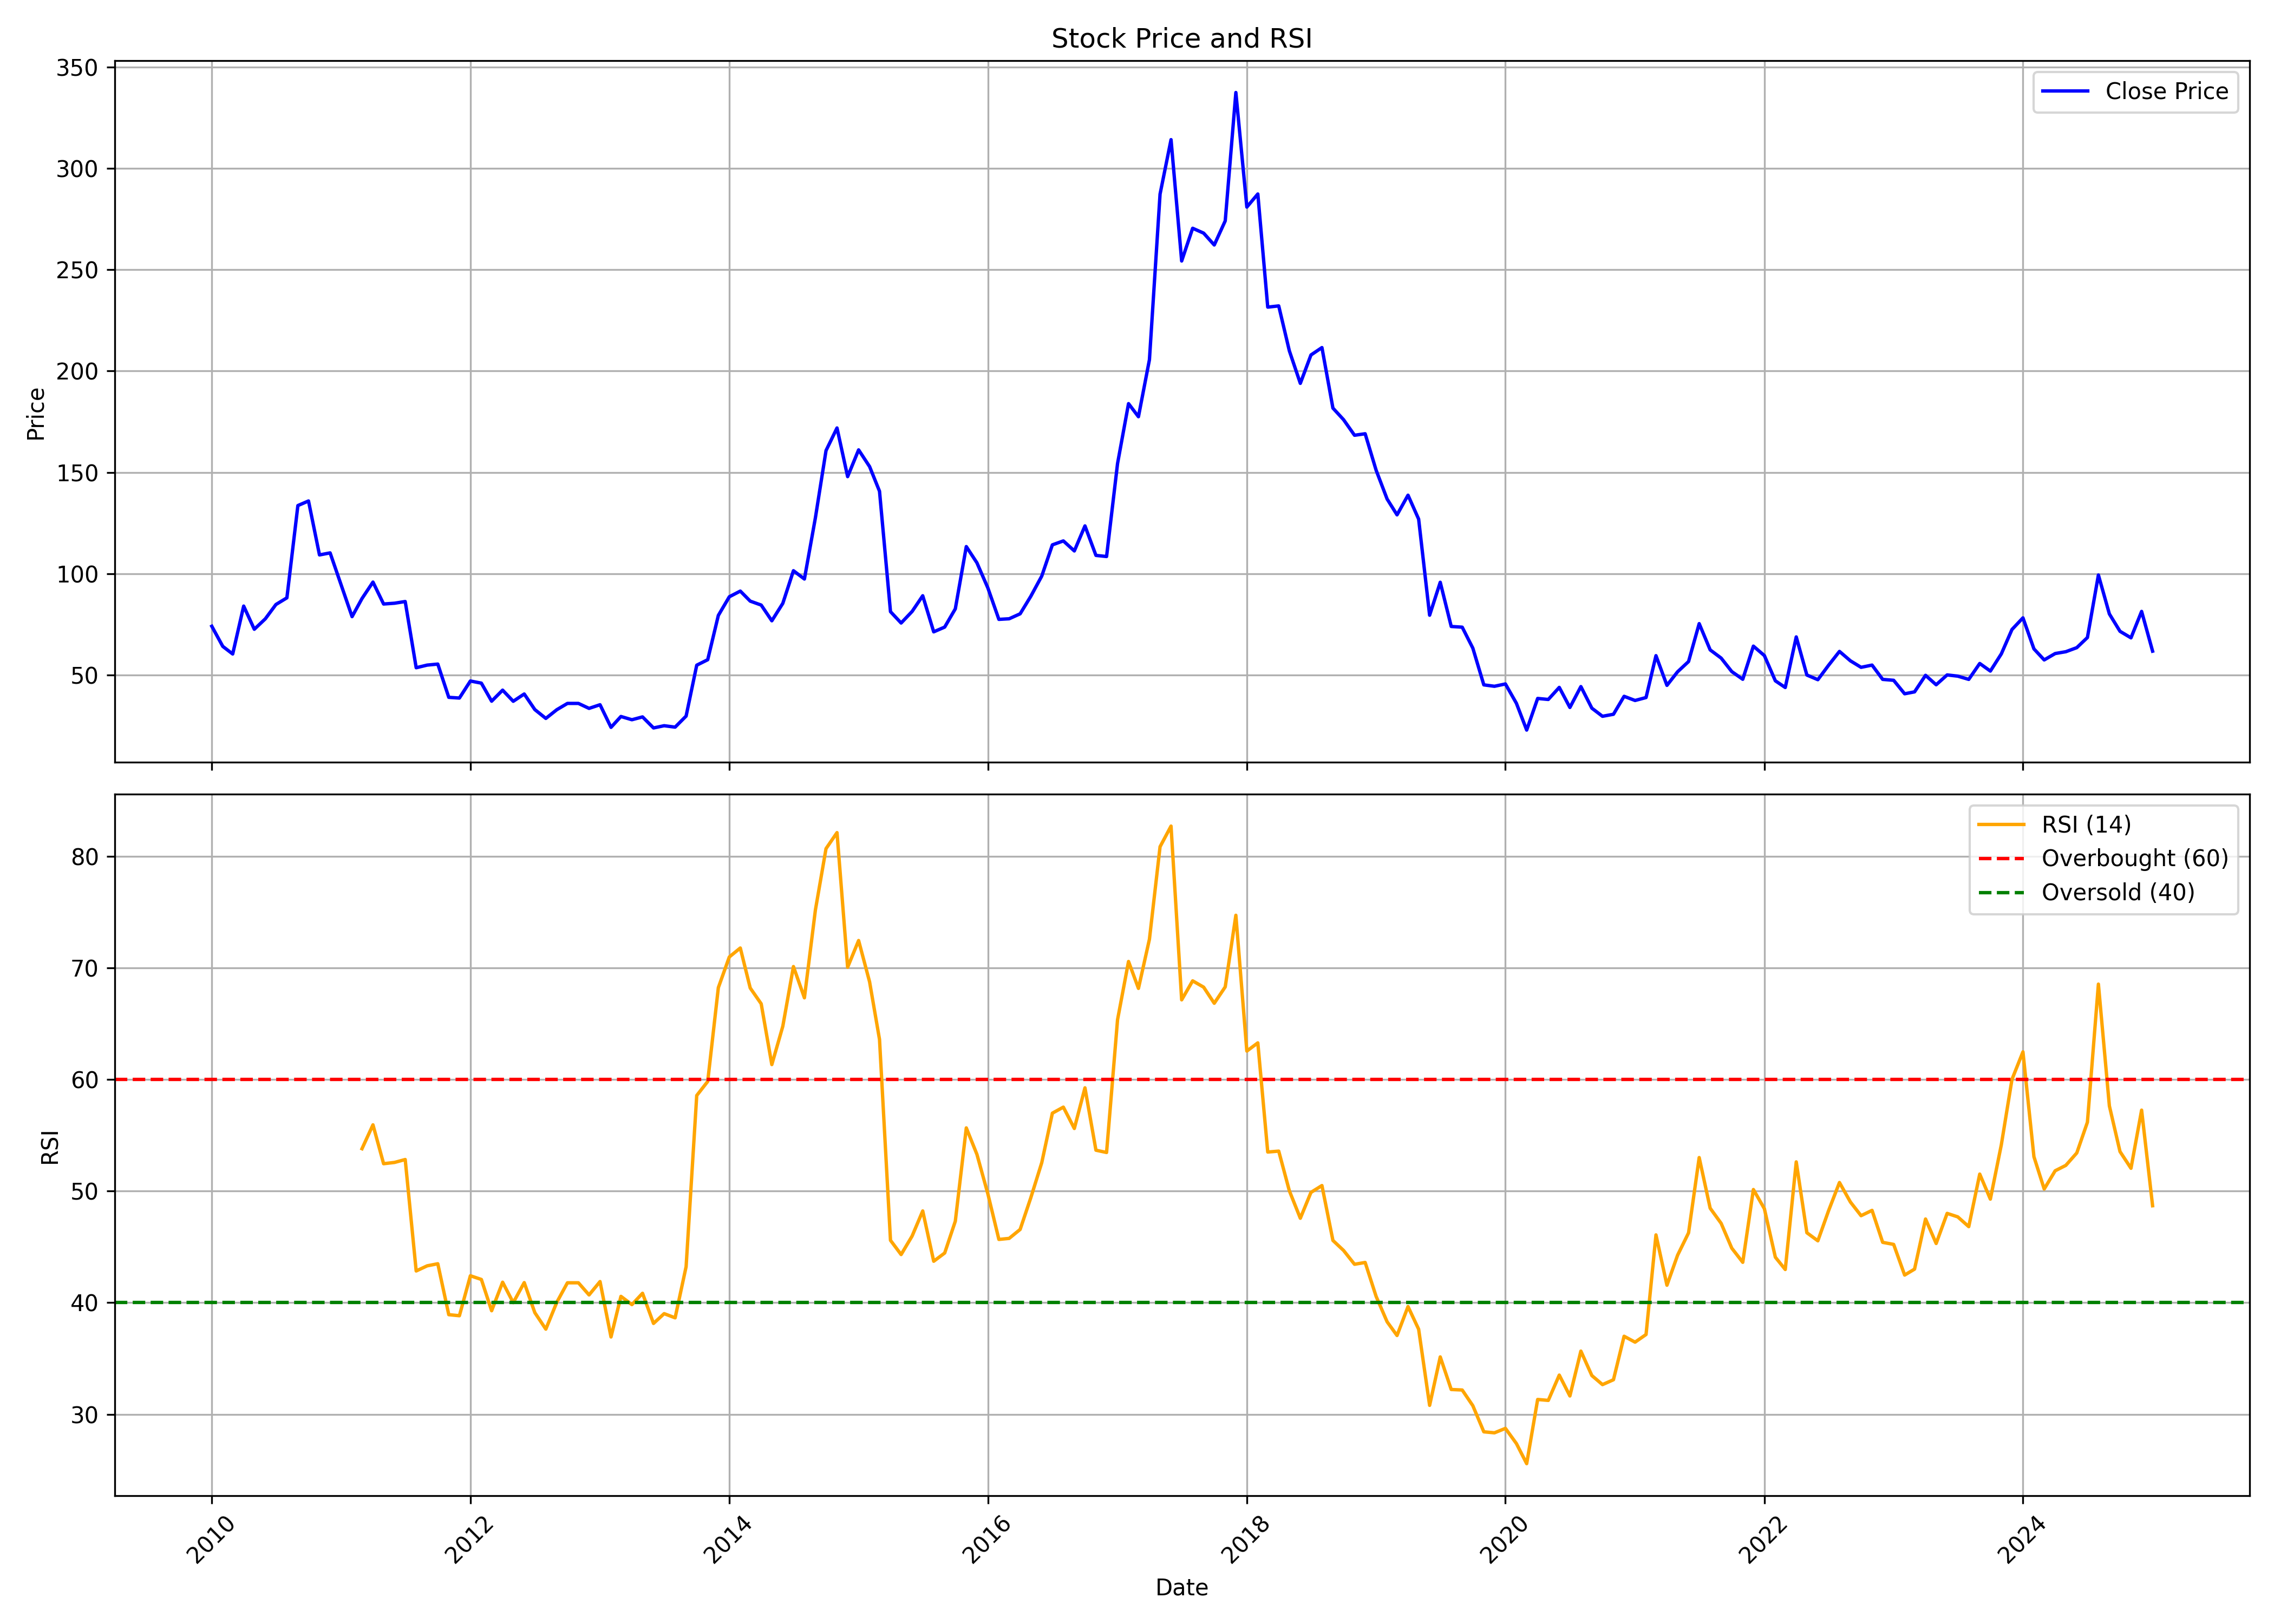 Stock Price and RSI
350
300
250
200
150
100
50
Price
Close Price
80
70
60
50
40
30
RSI
RSI (14)
Overbought (60)
Oversold (40)
2010
2012
2014
2016
2018
2020
2022
2024
Date